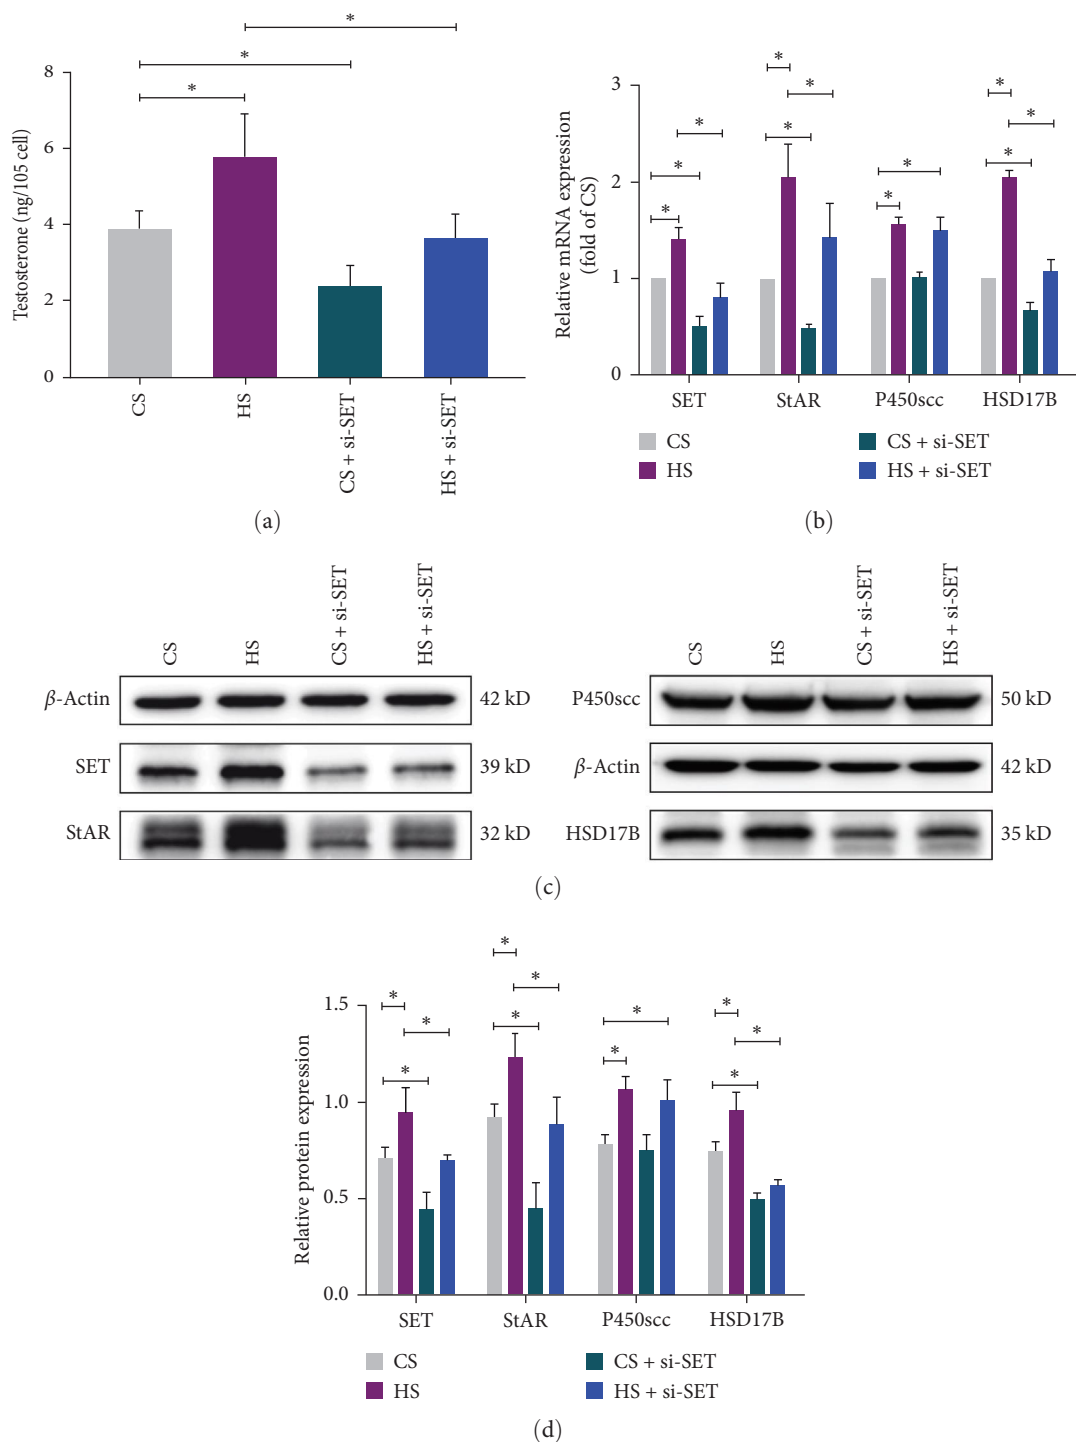 *
*
*
8
6
4
2
0
Testosterone (ng/105 cell)
CS
HS
CS + si-SET
HS + si-SET
(a)
3
2
1
0
Relative mRNA expression
(fold of CS)
* * * * * * * * * * *
SET StAR P450scc HSD17B
CS CS + si-SET
HS HS + si-SET
(b)
CS HS CS + si-SET HS + si-SET
β-Actin 42 kD
SET 39 kD
StAR 32 kD
CS HS CS + si-SET HS + si-SET
P450scc 50 kD
β-Actin 42 kD
HSD17B 35 kD
(c)
1.5
1.0
0.5
0.0
Relative protein expression
* * * * * * * * * * *
SET StAR P450scc HSD17B
CS CS + si-SET
HS HS + si-SET
(d)